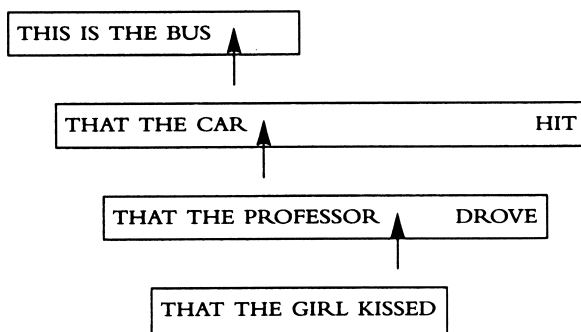 THIS IS THE BUS
THAT THE CAR HIT
THAT THE PROFESSOR DROVE
THAT THE GIRL KISSED